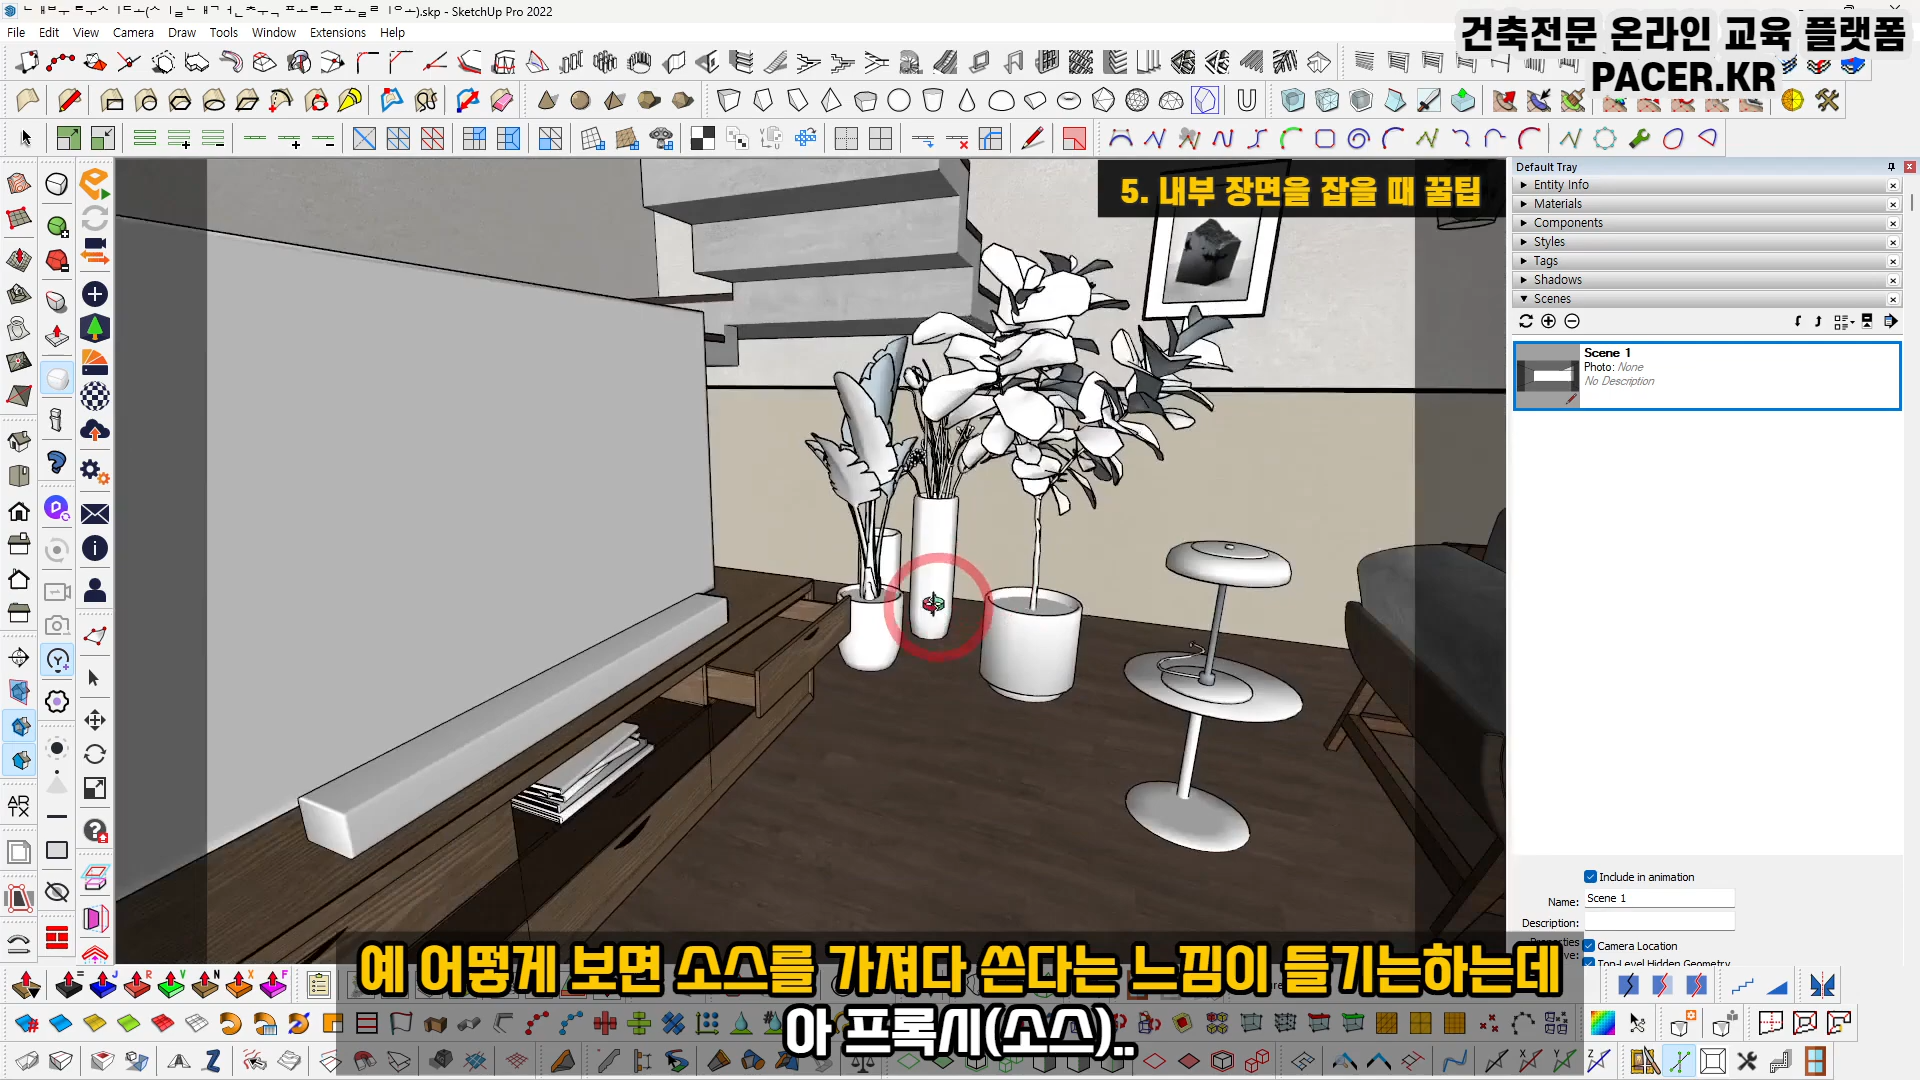 .skp - SketchUp Pro 2022
건축전문 온라인 교육 플랫폼
PACER.KR
File Edit View Camera Draw Tools Window Extensions Help
5. 내부 장면을 잡을 때 꿀팁
Default Tray
Entity Info
Materials
Components
Styles
Tags
Shadows
Scenes
Scene 1
Photo: None
No Description
AR
TX
Include in animation
Name: Scene 1
Description:
Camera Location
예 어떻게 보면 소스를 가져다 쓴다는 느낌이 들기는하는데
아 프록시(소스)..